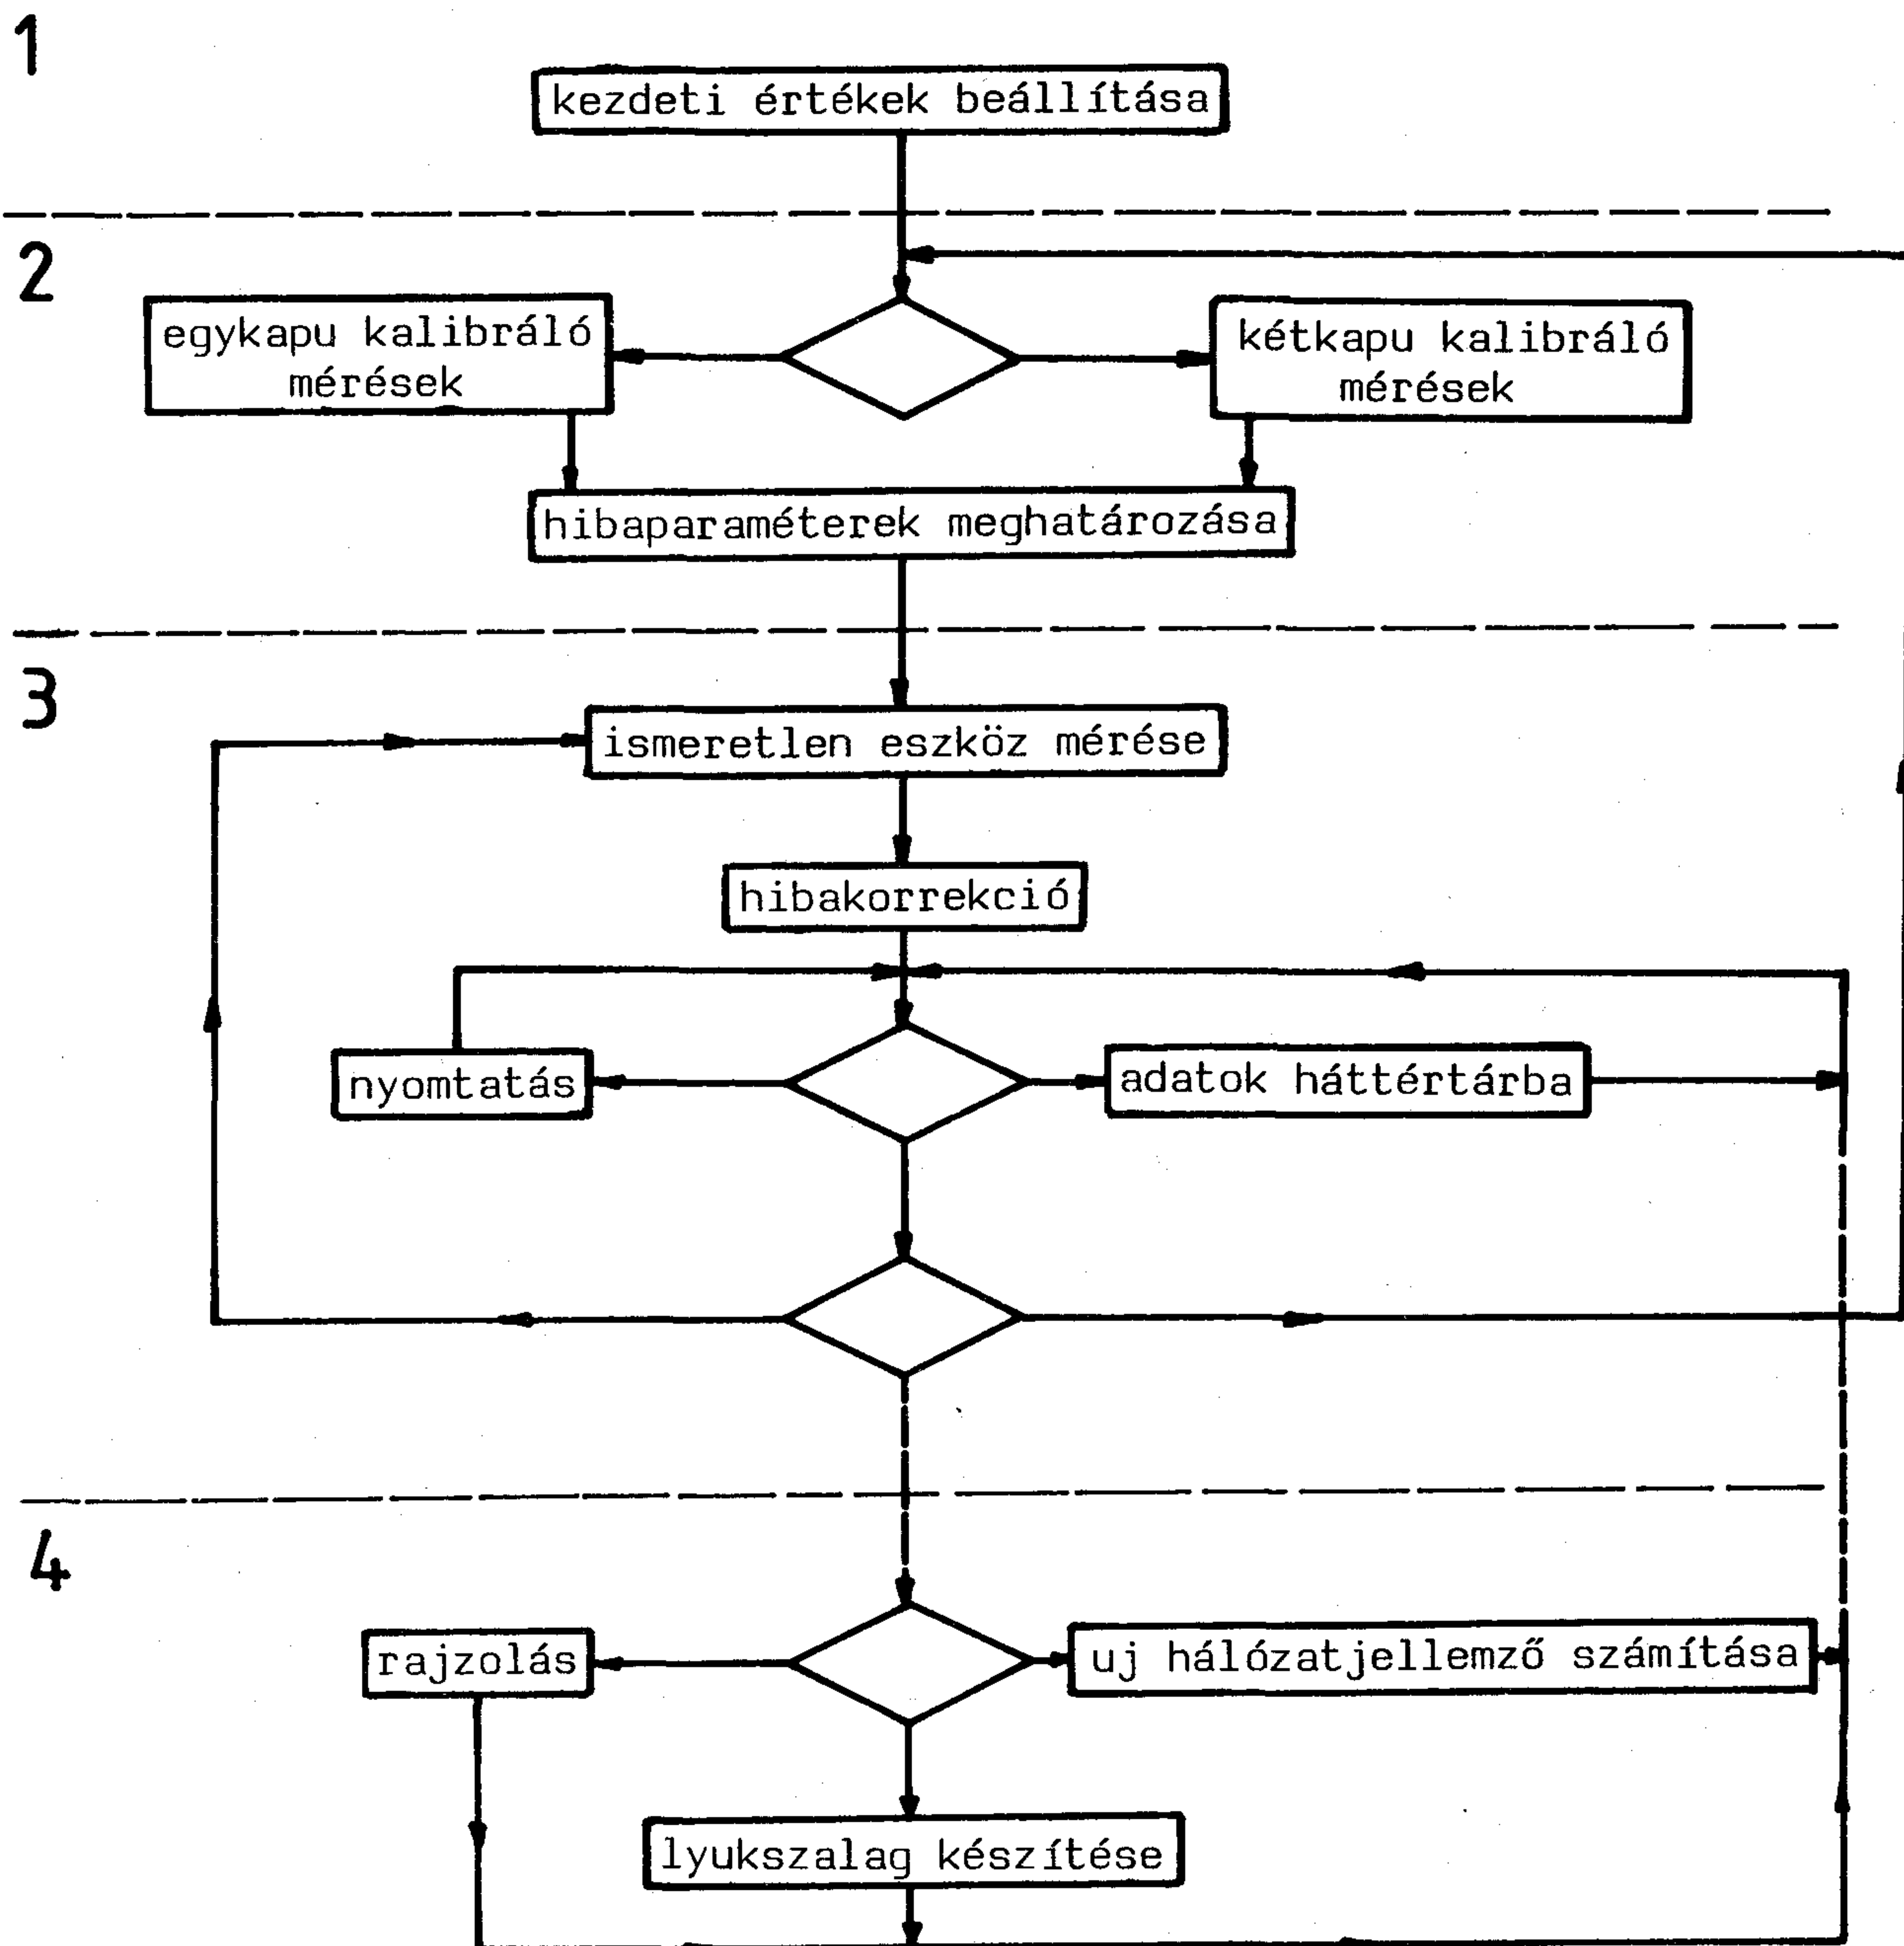 1
kezdeti értékek beállítása
2
egykapu kalibráló
mérések
kétkapu kalibráló
mérések
hibaparaméterek meghatározása
3
ismeretlen eszköz mérése
hibakorrekció
nyomtatás
adatok háttértárba
4
rajzolás
uj hálózatjellemző számítása
lyukszalag készítése